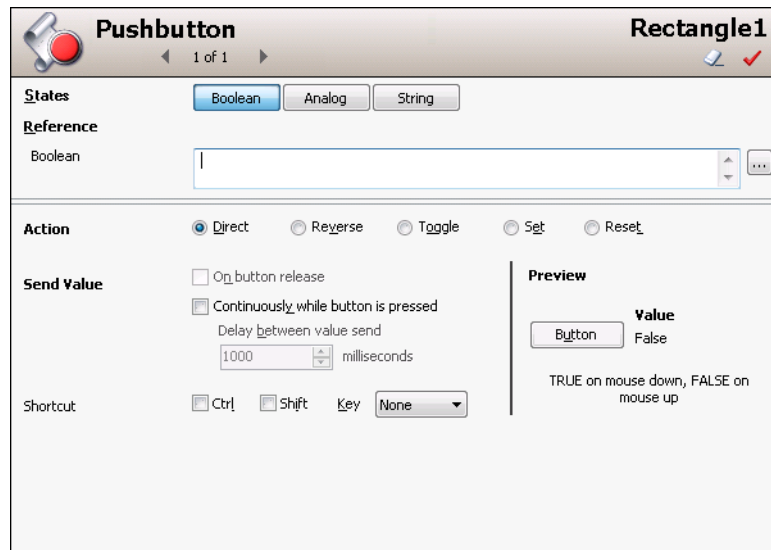 Pushbutton
Rectangle1
1 of 1
States
Boolean
Analog
String
Reference
Boolean
...
Action
Direct
Reverse
Toggle
Set
Reset
Send Value
On button release
Continuously while button is pressed
Delay between value send
1000
milliseconds
Preview
Value
Button
False
TRUE on mouse down, FALSE on
mouse up
Shortcut
Ctrl
Shift
Key
None